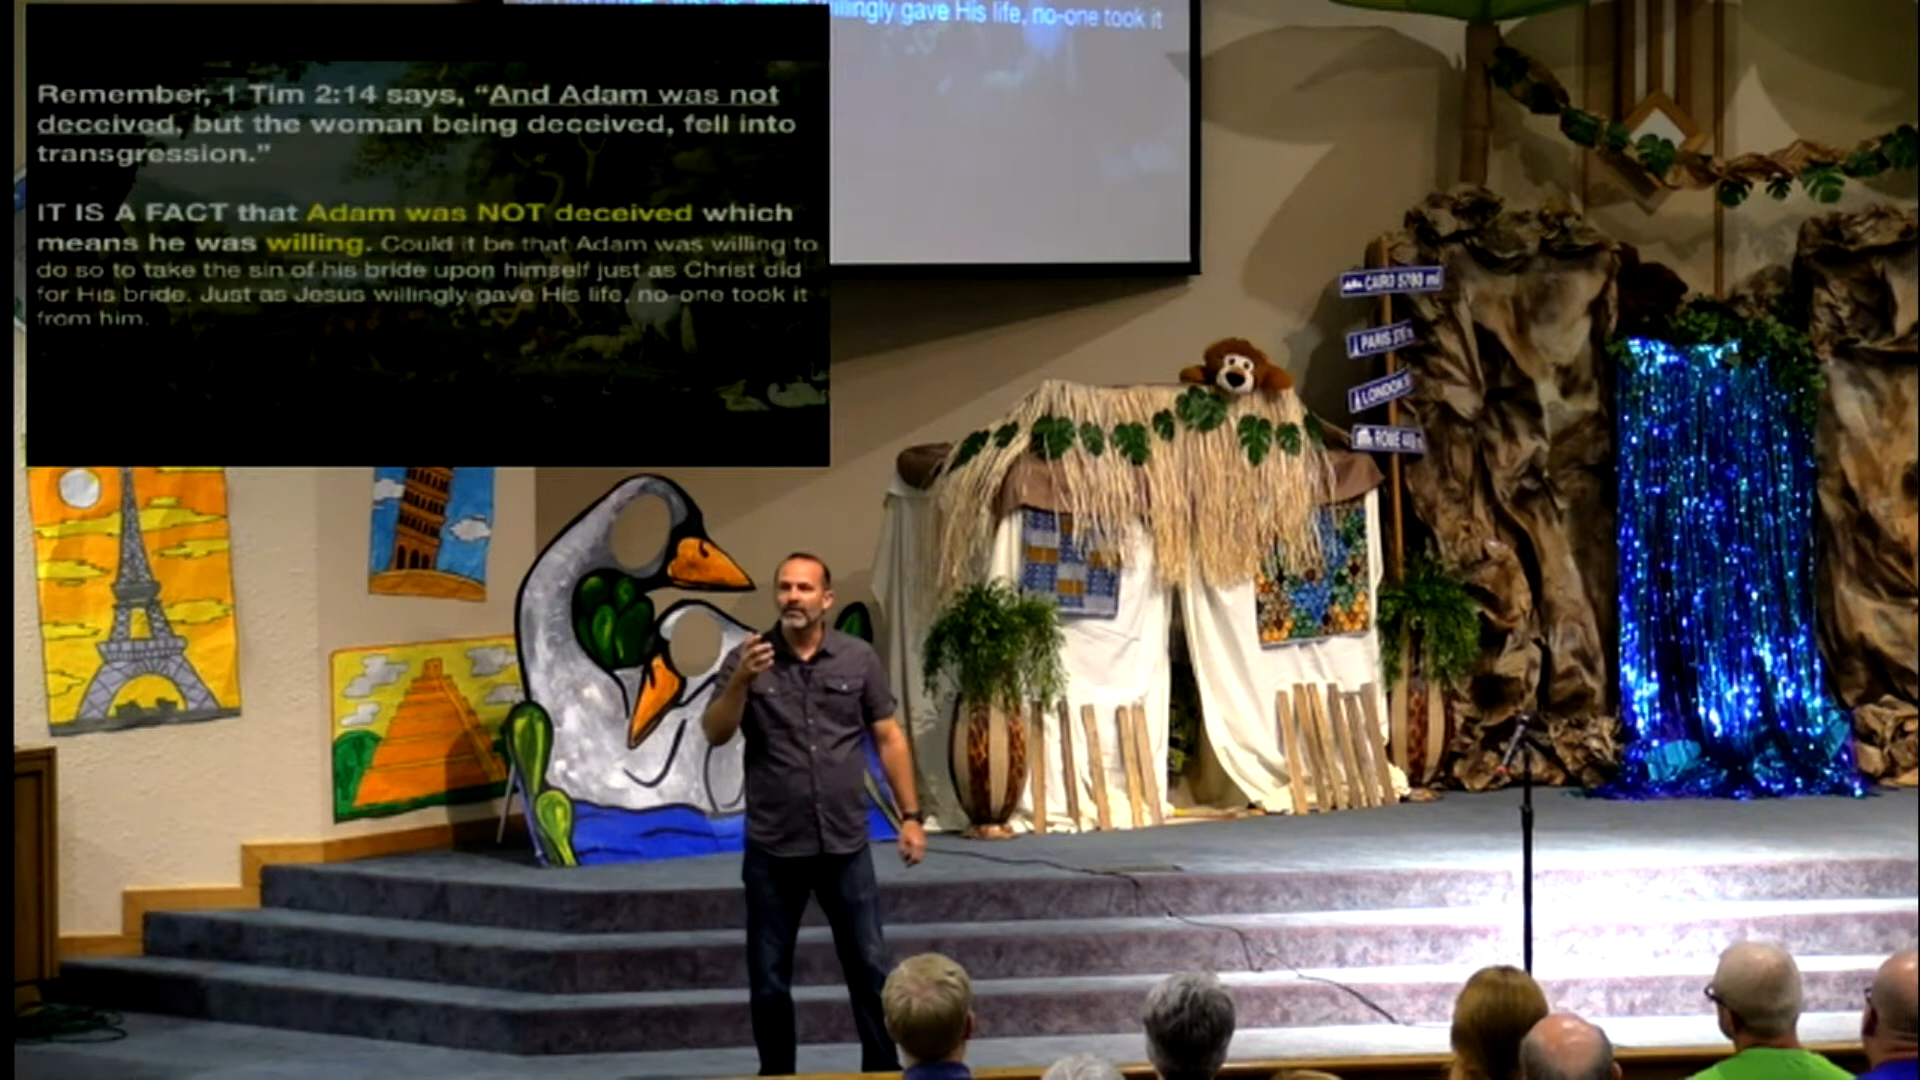 Remember, 1 Tim 2:14 says, “And Adam was not
deceived, but the woman being deceived, fell into
transgression.”
IT IS A FACT that Adam was NOT deceived which
means he was willing. Could it be that Adam was willing to
do so to take the sin of his bride upon himself just as Christ did
for His bride. Just as Jesus willingly gave His life, no-one took it
from him.
willingly gave His life, no-one took it
CAIRO 5780 mi
PARIS
LONDON
ROME